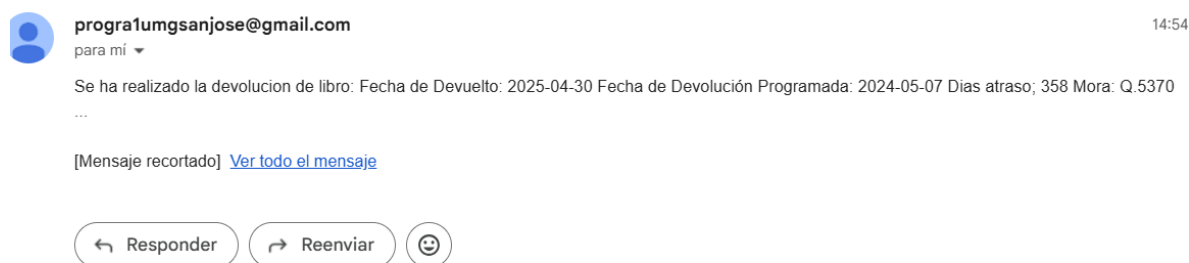 progra1umgsanjose@gmail.com
14:54
para mí
Se ha realizado la devolucion de libro: Fecha de Devuelto: 2025-04-30 Fecha de Devolución Programada: 2024-05-07 Dias atraso; 358 Mora: Q.5370
...
[Mensaje recortado] Ver todo el mensaje
Responder Reenviar